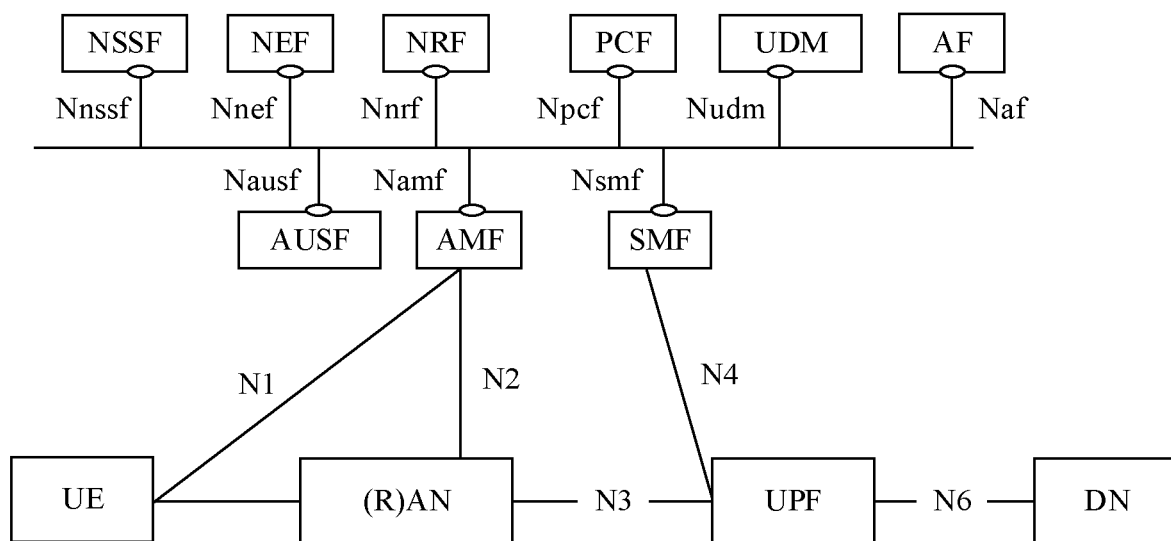 NSSF NEF NRF PCF UDM AF
Nnssf Nnef Nnrf Npcf Nudm Naf
Nausf Namf Nsmf
AUSF AMF SMF
N1 N2 N4
UE (R)AN N3 UPF N6 DN